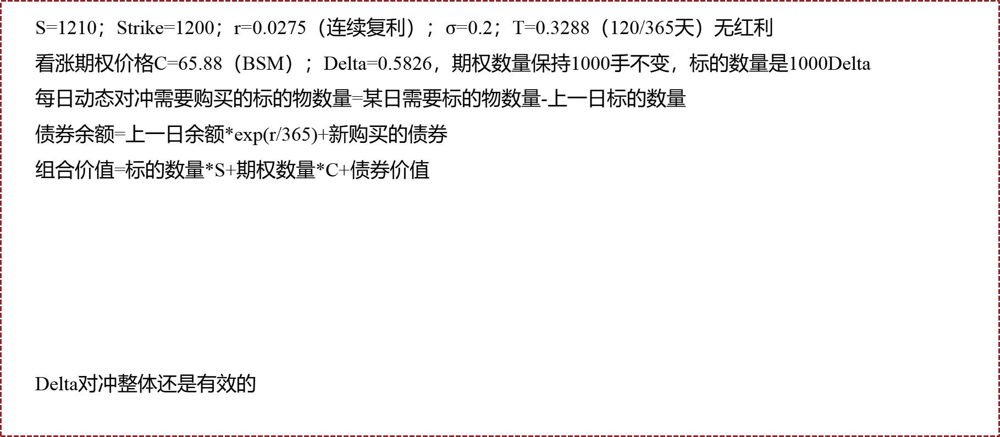 S=1210；Strike=1200；r=0.0275（连续复利）；σ=0.2；T=0.3288（120/365天）无红利
看涨期权价格C=65.88（BSM）；Delta=0.5826，期权数量保持1000手不变，标的数量是1000Delta
每日动态对冲需要购买的标的物数量=某日需要标的物数量-上一日标的数量
债券余额=上一日余额*exp(r/365)+新购买的债券
组合价值=标的数量*S+期权数量*C+债券价值
Delta对冲整体还是有效的